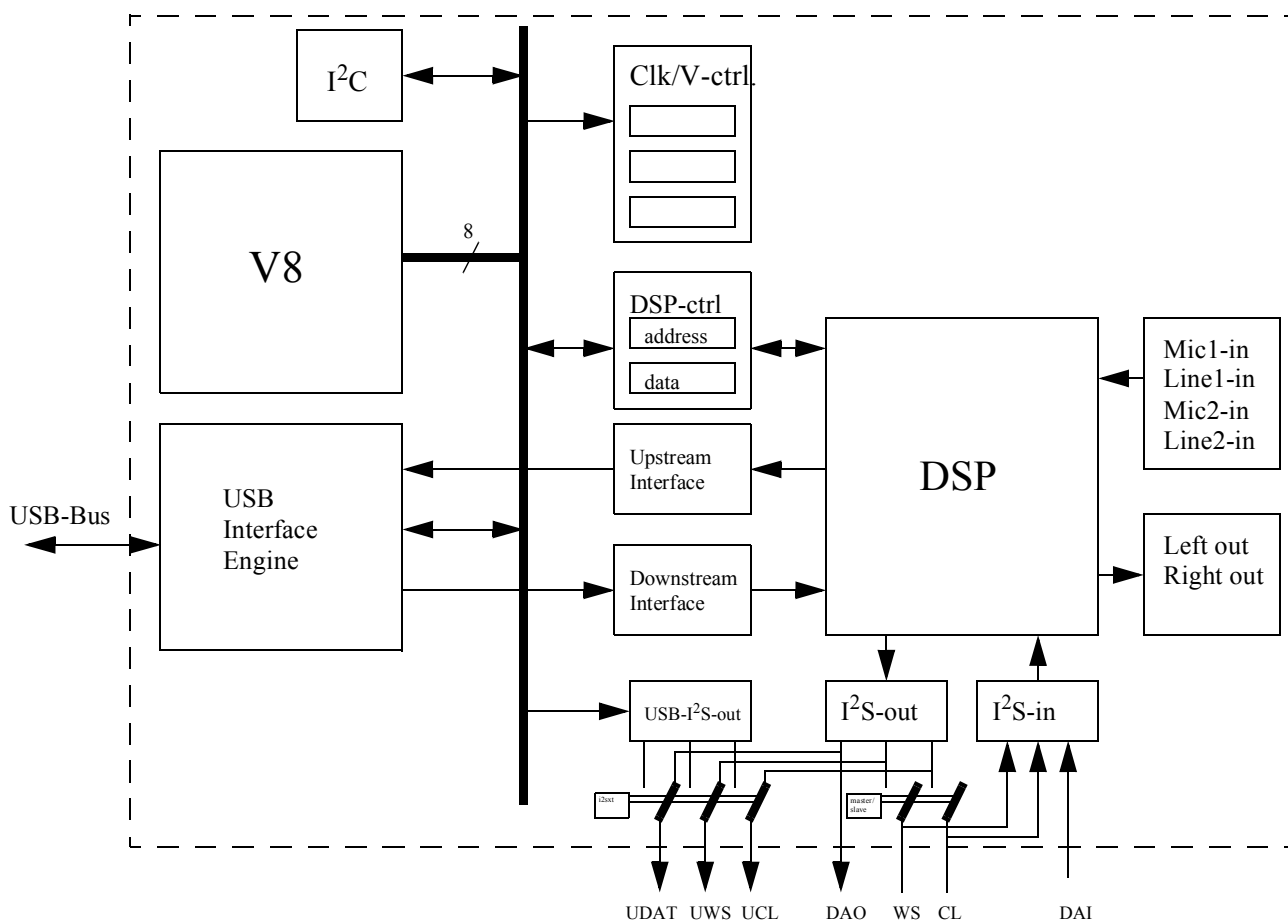 I²C
Clk/V-ctrl.
V8
8
DSP-ctrl
address
data
Mic1-in
Line1-in
Mic2-in
Line2-in
DSP
Upstream
Interface
USB-Bus
USB
Interface
Engine
Downstream
Interface
Left out
Right out
USB-I²S-out
I²S-out
I²S-in
i2sxt
master/
slave
UDAT UWS UCL DAO WS CL DAI